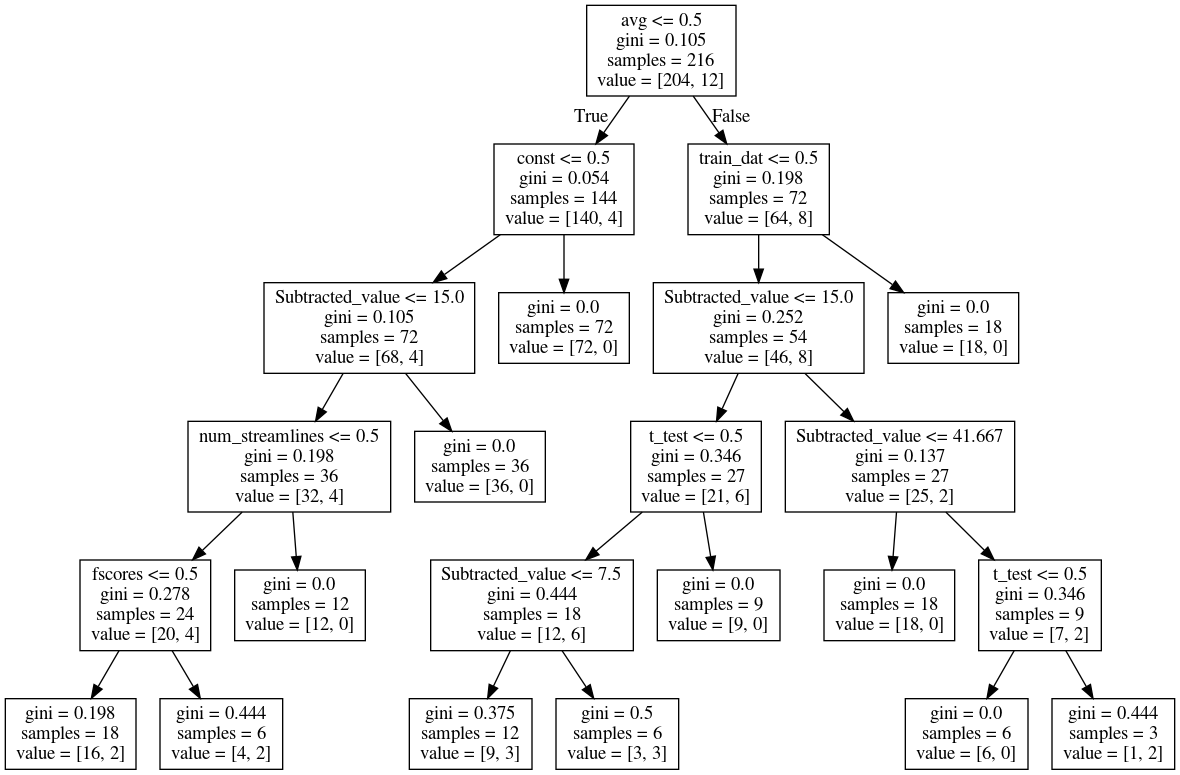 avg <= 0.5
gini = 0.105
samples = 216
value = [204, 12]
True
False
const <= 0.5
gini = 0.054
samples = 144
value = [140, 4]
train_dat <= 0.5
gini = 0.198
samples = 72
value = [64, 8]
Subtracted_value <= 15.0
gini = 0.105
samples = 72
value = [68, 4]
gini = 0.0
samples = 72
value = [72, 0]
Subtracted_value <= 15.0
gini = 0.252
samples = 54
value = [46, 8]
gini = 0.0
samples = 18
value = [18, 0]
num_streamlines <= 0.5
gini = 0.198
samples = 36
value = [32, 4]
gini = 0.0
samples = 36
value = [36, 0]
t_test <= 0.5
gini = 0.346
samples = 27
value = [21, 6]
Subtracted_value <= 41.667
gini = 0.137
samples = 27
value = [25, 2]
fscores <= 0.5
gini = 0.278
samples = 24
value = [20, 4]
gini = 0.0
samples = 12
value = [12, 0]
Subtracted_value <= 7.5
gini = 0.444
samples = 18
value = [12, 6]
gini = 0.0
samples = 9
value = [9, 0]
gini = 0.0
samples = 18
value = [18, 0]
t_test <= 0.5
gini = 0.346
samples = 9
value = [7, 2]
gini = 0.198
samples = 18
value = [16, 2]
gini = 0.444
samples = 6
value = [4, 2]
gini = 0.375
samples = 12
value = [9, 3]
gini = 0.5
samples = 6
value = [3, 3]
gini = 0.0
samples = 6
value = [6, 0]
gini = 0.444
samples = 3
value = [1, 2]